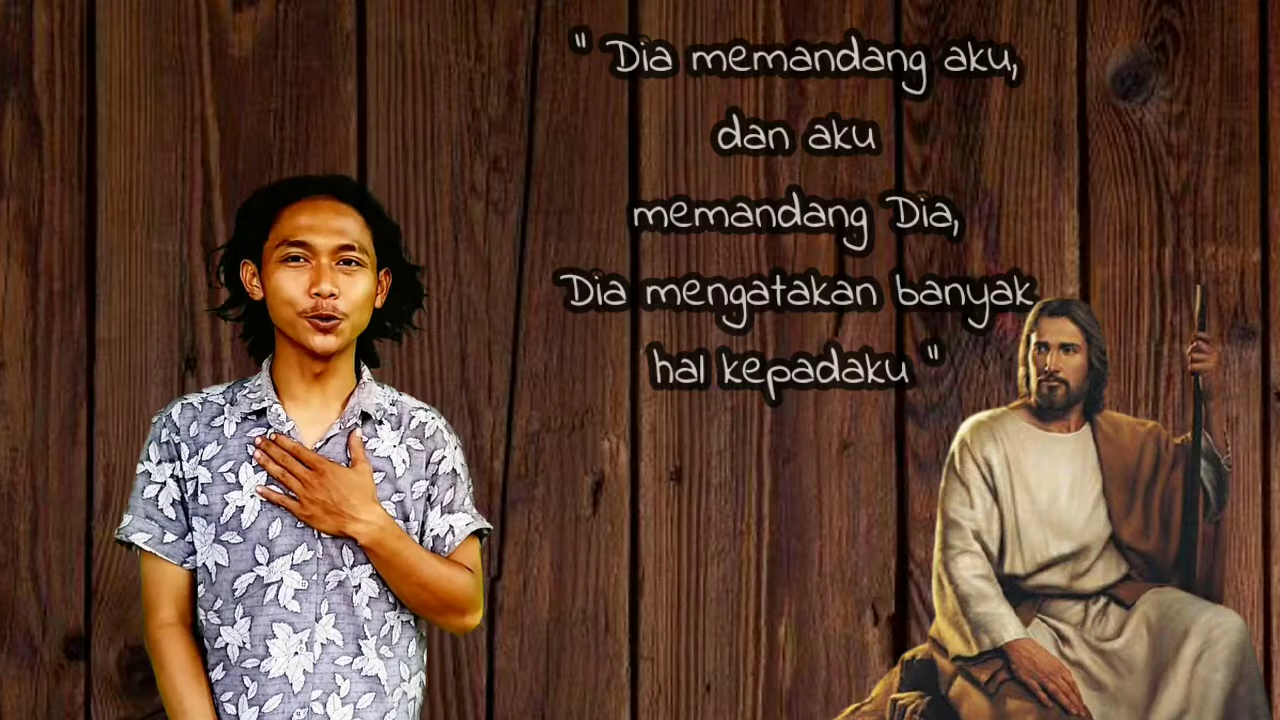 " Dia memandang aku,
dan aku
memandang Dia,
Dia mengatakan banyak
hal kepadaku "